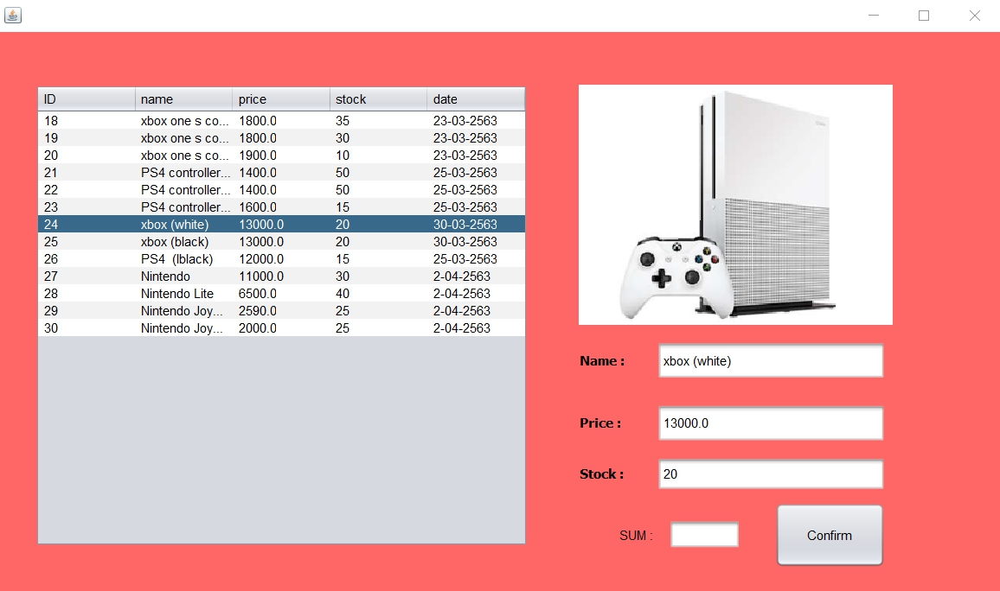 ID name price stock date
18 xbox one s co... 1800.0 35 23-03-2563
19 xbox one s co... 1800.0 30 23-03-2563
20 xbox one s co... 1900.0 10 23-03-2563
21 PS4 controller... 1400.0 50 25-03-2563
22 PS4 controller... 1400.0 50 25-03-2563
23 PS4 controller... 1600.0 15 25-03-2563
24 xbox (white) 13000.0 20 30-03-2563
25 xbox (black) 13000.0 20 30-03-2563
26 PS4 (lblack) 12000.0 15 25-03-2563
27 Nintendo 11000.0 30 2-04-2563
28 Nintendo Lite 6500.0 40 2-04-2563
29 Nintendo Joy... 2590.0 25 2-04-2563
30 Nintendo Joy... 2000.0 25 2-04-2563
Name : xbox (white)
Price : 13000.0
Stock : 20
SUM : Confirm